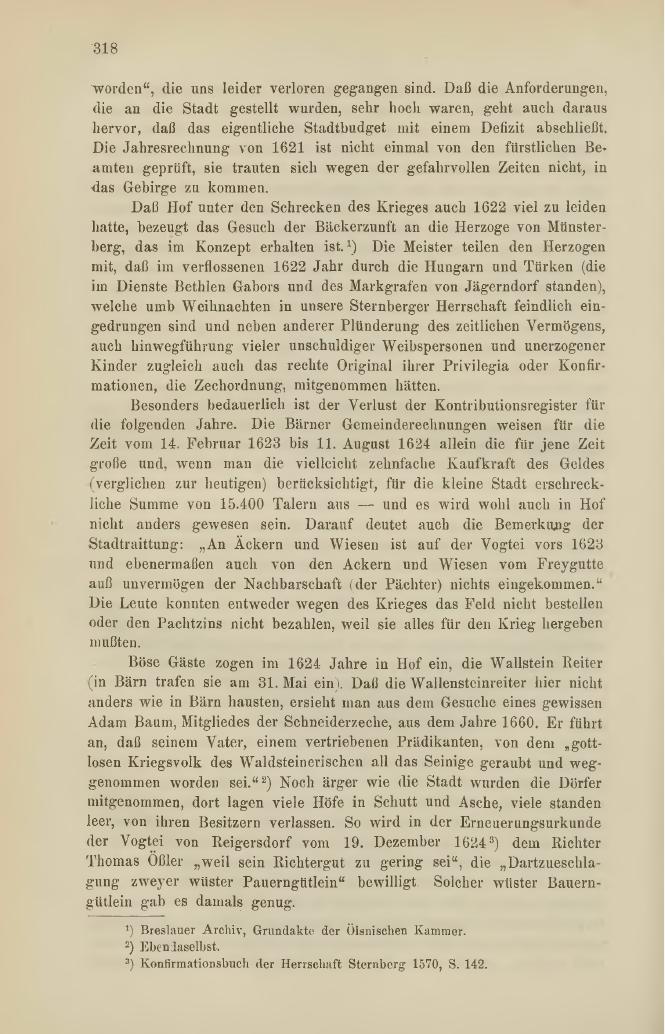 318
worden“, die uns leider verloren gegangen sind. Daß die Anforderungen,
die an die Stadt gestellt wurden, sehr hoch waren, geht auch daraus
hervor, daß das eigentliche Stadtbudget mit einem Defizit abschließt.
Die Jahresrechnung von 1621 ist nicht einmal von den fürstlichen Be-
amten geprüft, sie trauten sich wegen der gefahrvollen Zeiten nicht, in
das Gebirge zu kommen.
Daß Hof unter den Schrecken des Krieges auch 1622 viel zu leiden
hatte, bezeugt das Gesuch der Bäckerzunft an die Herzoge von Münster-
berg, das im Konzept erhalten ist.¹) Die Meister teilen den Herzogen
mit, daß im verflossenen 1622 Jahr durch die Hungarn und Türken (die
im Dienste Bethlen Gabors und des Markgrafen von Jägerndorf standen),
welche umb Weihnachten in unsere Sternberger Herrschaft feindlich ein-
gedrungen sind und neben anderer Plünderung des zeitlichen Vermögens,
auch hinwegführung vieler unschuldiger Weibspersonen und unerzogener
Kinder zugleich auch das rechte Original ihrer Privilegia oder Konfir-
mationen, die Zechordnung, mitgenommen hätten.
Besonders bedauerlich ist der Verlust der Kontributionsregister für
die folgenden Jahre. Die Bärner Gemeinderechnungen weisen für die
Zeit vom 14. Februar 1623 bis 11. August 1624 allein die für jene Zeit
große und, wenn man die vielleicht zehnfache Kaufkraft des Geldes
(verglichen zur heutigen) berücksichtigt, für die kleine Stadt erschreck-
liche Summe von 15.400 Talern aus — und es wird wohl auch in Hof
nicht anders gewesen sein. Darauf deutet auch die Bemerkung der
Stadtraittung: „An Äckern und Wiesen ist auf der Vogtei vors 1623
und ebenermaßen auch von den Ackern und Wiesen vom Freygutte
auß unvermögen der Nachbarschaft (der Pächter) nichts eingekommen.“
Die Leute konnten entweder wegen des Krieges das Feld nicht bestellen
oder den Pachtzins nicht bezahlen, weil sie alles für den Krieg hergeben
mußten.
Böse Gäste zogen im 1624 Jahre in Hof ein, die Wallstein Reiter
(in Bärn trafen sie am 31. Mai ein). Daß die Wallensteinreiter hier nicht
anders wie in Bärn hausten, ersieht man aus dem Gesuche eines gewissen
Adam Baum, Mitgliedes der Schneiderzeche, aus dem Jahre 1660. Er führt
an, daß seinem Vater, einem vertriebenen Prädikanten, von dem „gott-
losen Kriegsvolk des Waldsteinerischen all das Seinige geraubt und weg-
genommen worden sei.“²) Noch ärger wie die Stadt wurden die Dörfer
mitgenommen, dort lagen viele Höfe in Schutt und Asche, viele standen
leer, von ihren Besitzern verlassen. So wird in der Erneuerungsurkunde
der Vogtei von Reigersdorf vom 19. Dezember 1624³) dem Richter
Thomas Ößler „weil sein Richtergut zu gering sei“, die „Dartzueschla-
gung zweyer wüster Pauerngütlein“ bewilligt Solcher wüster Bauern-
gütlein gab es damals genug.
¹) Breslauer Archiv, Grundakte der Ölsnischen Kammer.
²) Ebendaselbst.
³) Konfirmationsbuch der Herrschaft Sternberg 1570, S. 142.